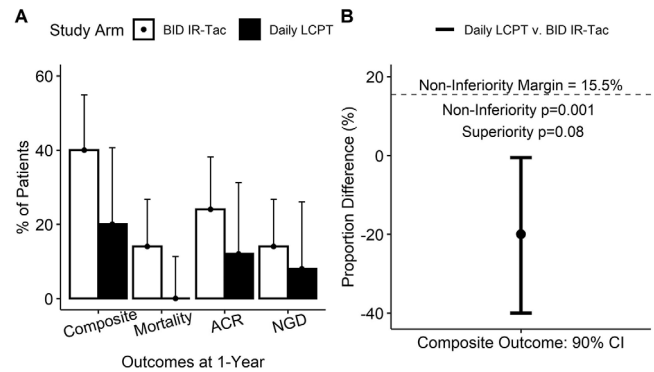 A
Study Arm BID IR-Tac Daily LCPT
60
40
20
0
% of Patients
Composite Mortality ACR NGD
Outcomes at 1-Year
B
Daily LCPT v. BID IR-Tac
20
0
-20
-40
Proportion Difference (%)
Non-Inferiority Margin = 15.5%
Non-Inferiority p=0.001
Superiority p=0.08
Composite Outcome: 90% CI